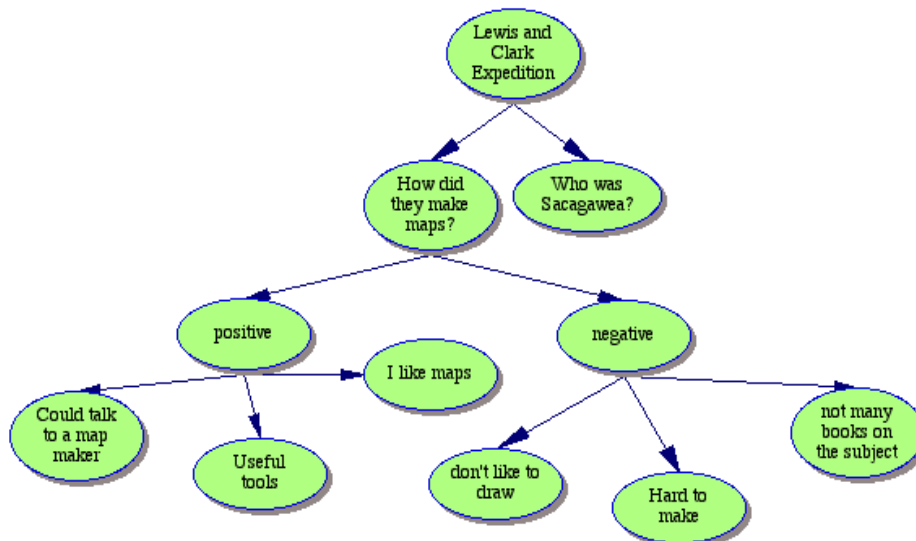 Lewis and
Clark
Expedition
How did
they make
maps?
Who was
Sacagawea?
positive
negative
I like maps
Could talk
to a map
maker
Useful
tools
don't like to
draw
Hard to
make
not many
books on
the subject